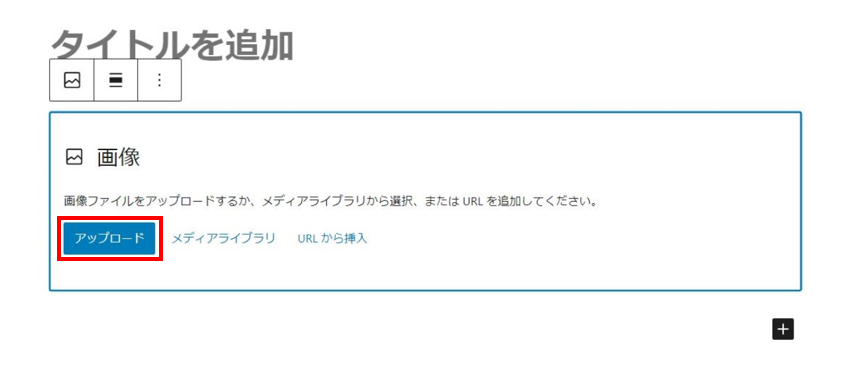 タイトルを追加
画像
画像ファイルをアップロードするか、メディアライブラリから選択、または URL を追加してください。
アップロード メディアライブラリ URL から挿入